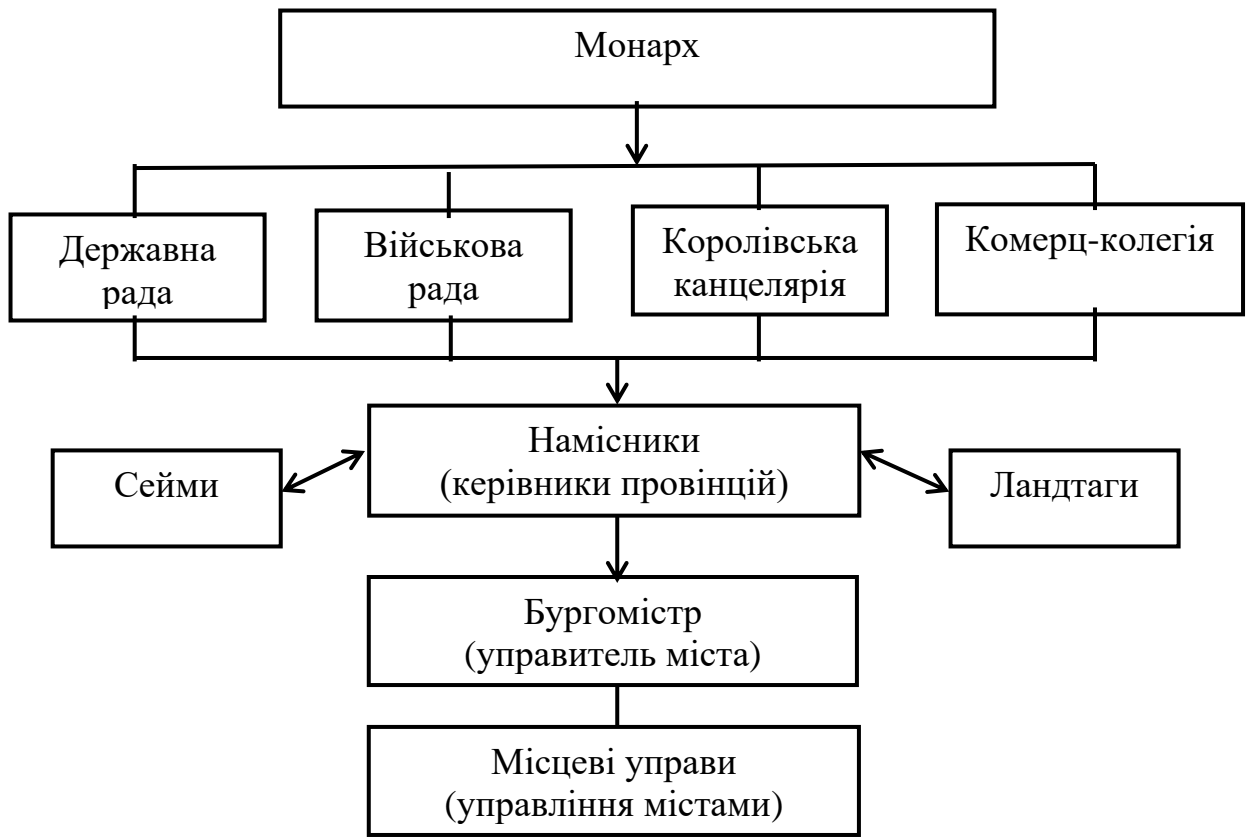 Монарх
Державна
рада
Військова
рада
Королівська
канцелярія
Комерц-колегія
Намісники
(керівники провінцій)
Сейми
Ландтаги
Бургомістр
(управитель міста)
Місцеві управи
(управління містами)